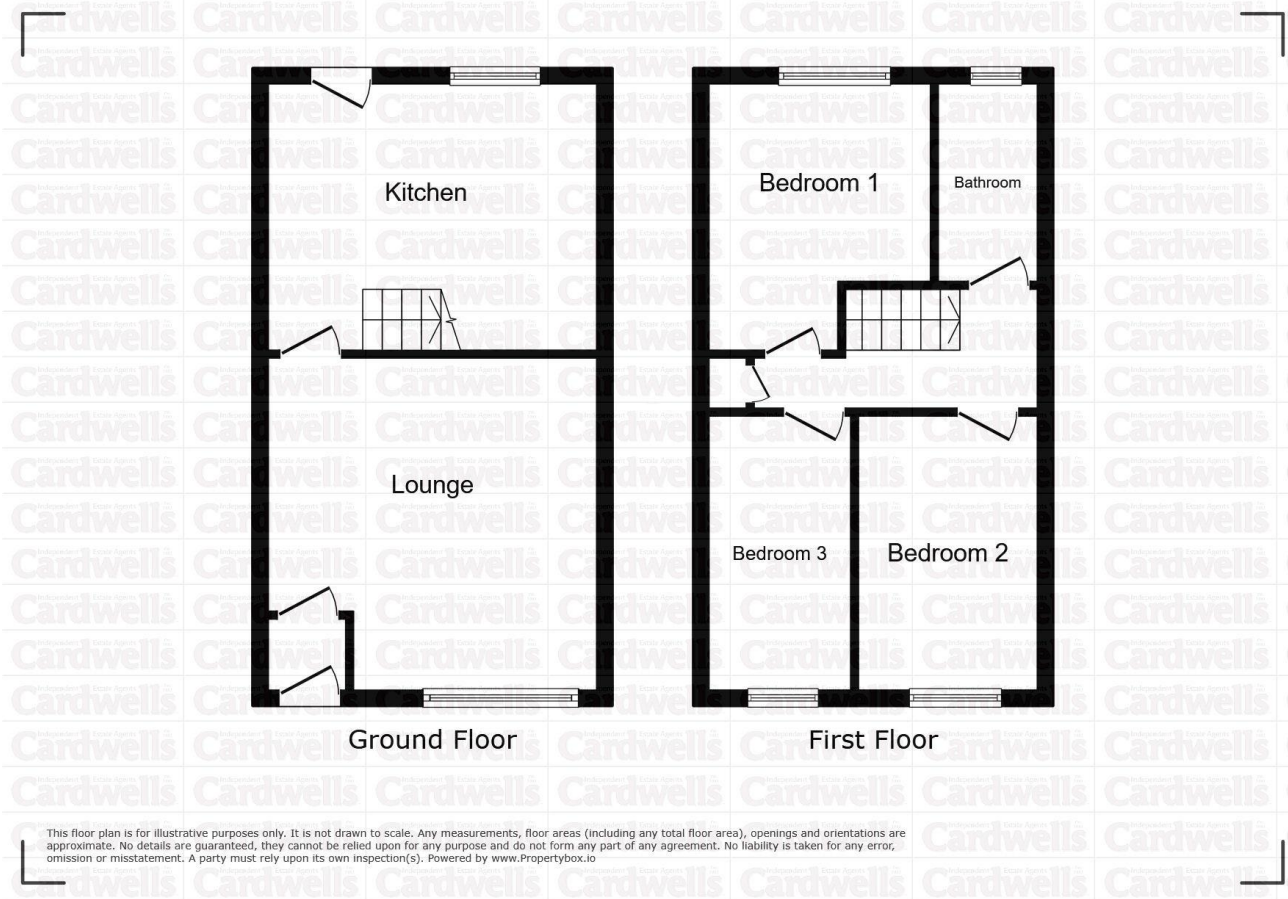 Kitchen
Lounge
Ground Floor
Bedroom 1
Bathroom
Bedroom 3
Bedroom 2
First Floor
This floor plan is for illustrative purposes only. It is not drawn to scale. Any measurements, floor areas (including any total floor area), openings and orientations are
approximate. No details are guaranteed, they cannot be relied upon for any purpose and do not form any part of any agreement. No liability is taken for any error,
omission or misstatement. A party must rely upon its own inspection(s). Powered by www.Propertybox.io
Independent Estate Agents
Cardwells